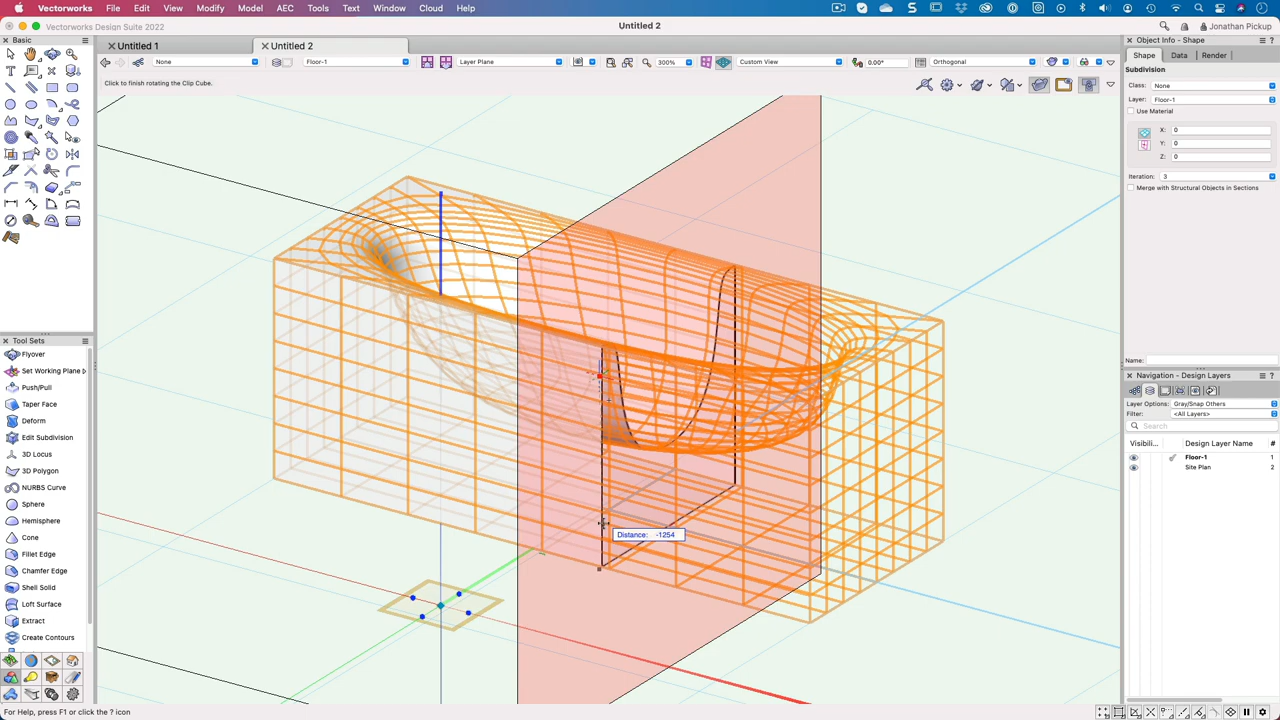 File Edit View Modify Model AEC Tools Text Window Cloud Help
Vectorworks Design Suite 2022
Untitled 2
Jonathan Pickup
Basic
Untitled 1
Untitled 2
None
Floor-1
Layer Plane
300%
Custom View
0.00°
Orthogonal
Click to finish rotating the Clip Cube.
Tool Sets
Flyover
Set Working Plane
Push/Pull
Taper Face
Deform
Edit Subdivision
3D Locus
3D Polygon
NURBS Curve
Sphere
Hemisphere
Cone
Fillet Edge
Chamfer Edge
Shell Solid
Loft Surface
Extract
Create Contours
Distance: -1254
Object Info - Shape
Shape Data Render
Subdivision
Class: None
Layer: Floor-1
Use Material
X: 0
Y: 0
Z: 0
Iteration: 3
Merge with Structural Objects in Sections
Name:
Navigation - Design Layers
Layer Options: Gray/Snap Others
Filter: <All Layers>
Search
Visibili... Design Layer Name #
Floor-1 1
Site Plan 2
For Help, press F1 or click the ? icon